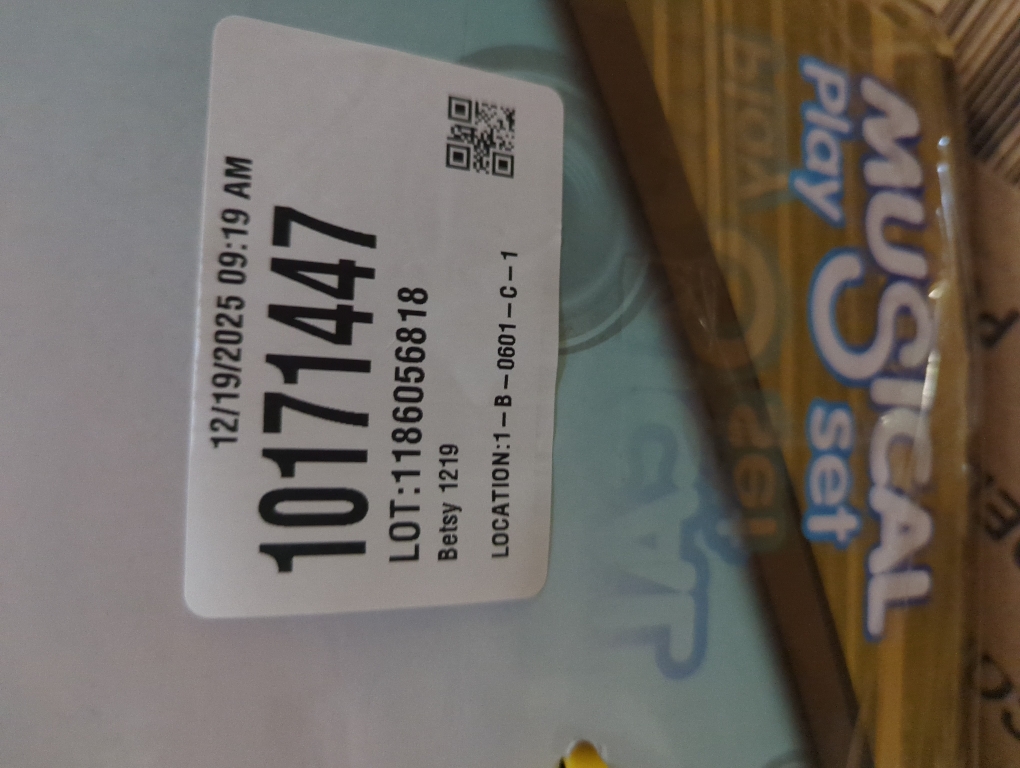 12/19/2025 09:19 AM
10171447
LOT:1186056818
Betsy 1219
LOCATION:1-B-0601-C-1
Play Set
MUSICAL